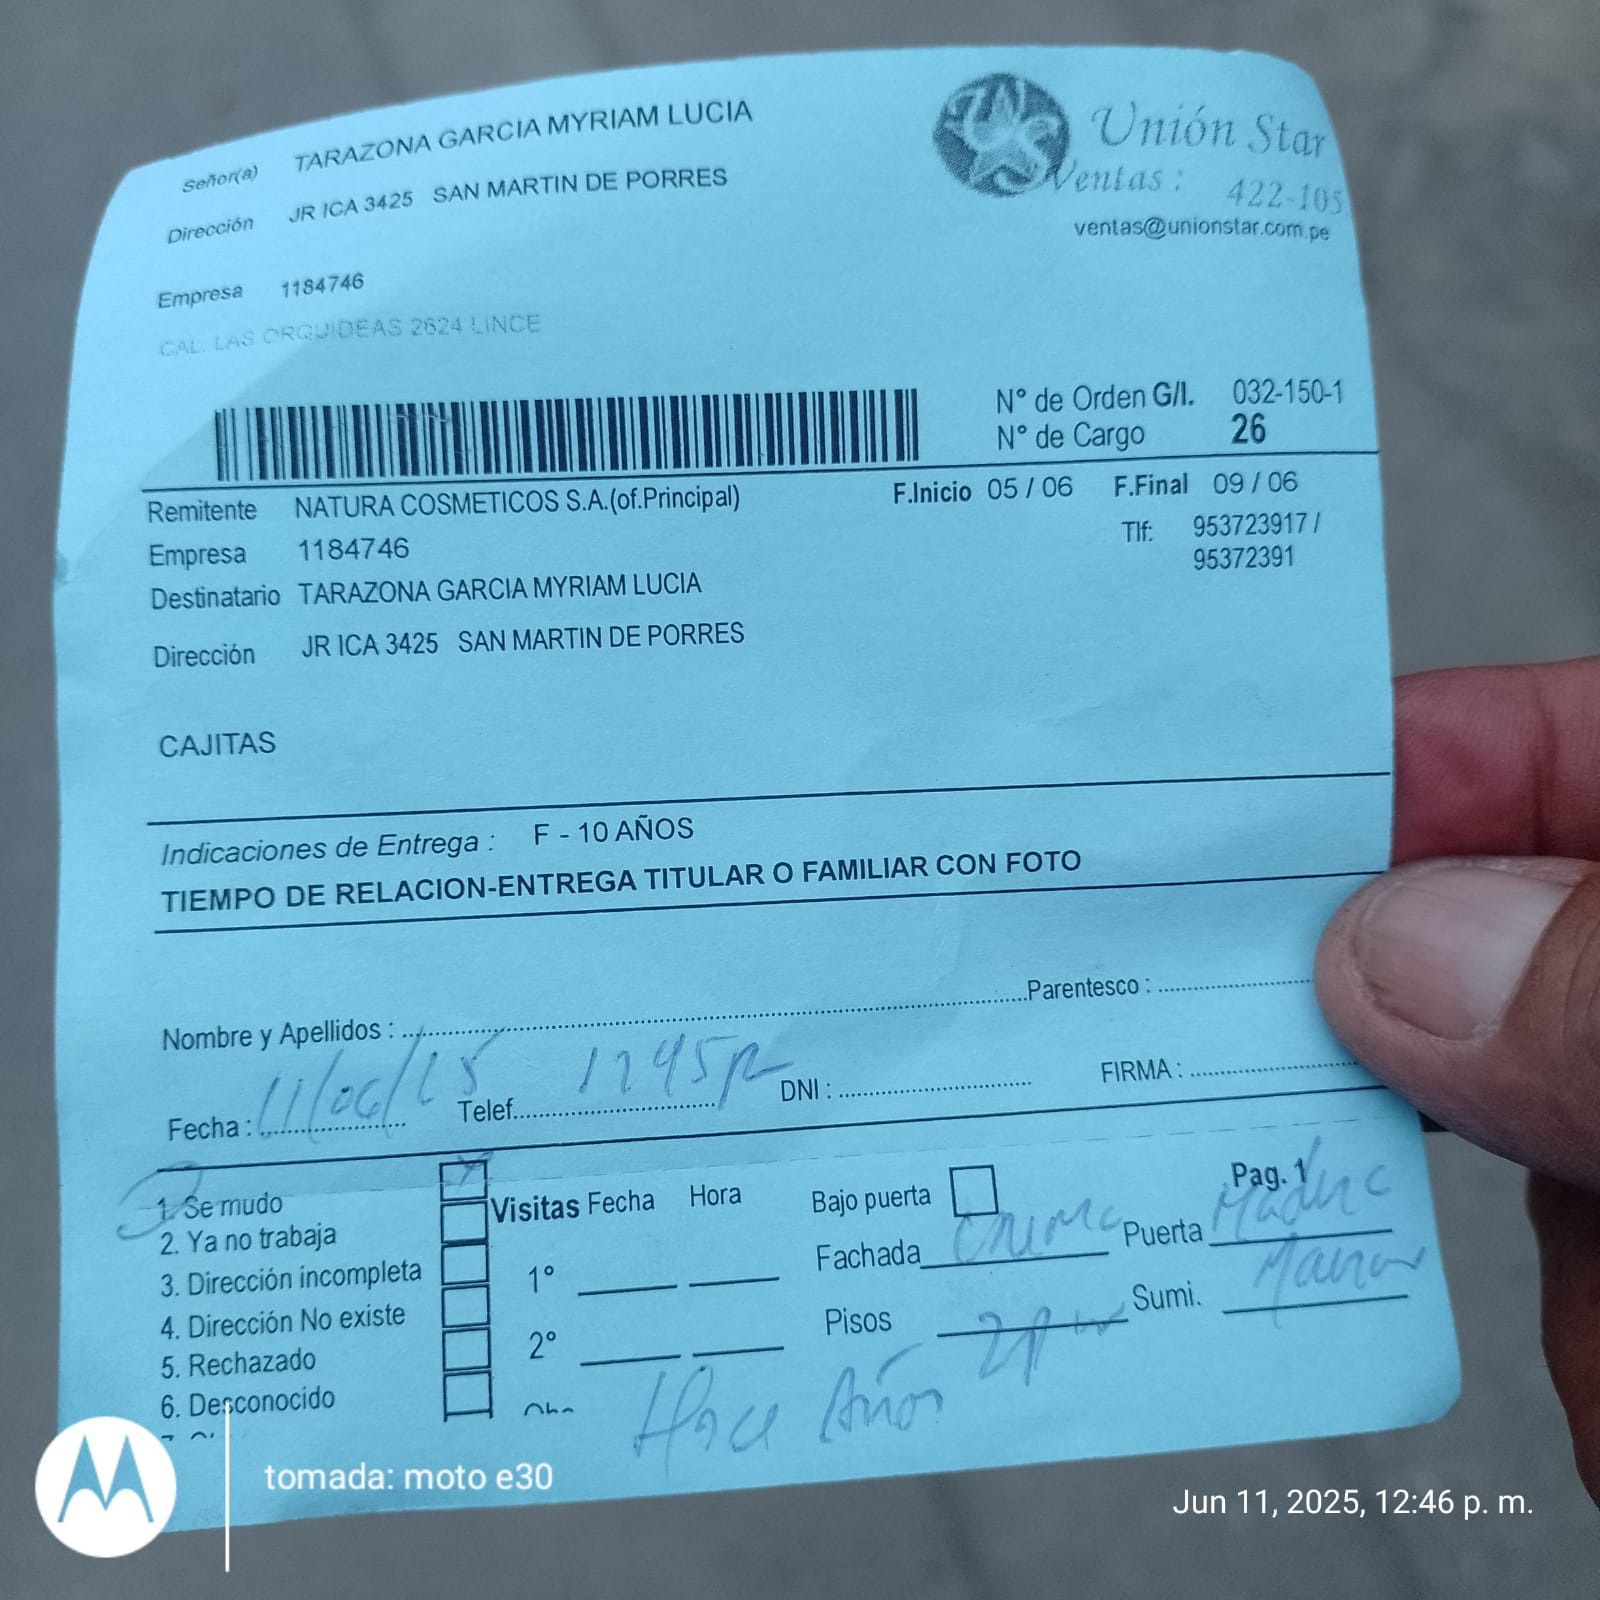 Señor(a) TARAZONA GARCIA MYRIAM LUCIA
Dirección JR ICA 3425 SAN MARTIN DE PORRES
Empresa 1184746
CAL. LAS ORQUIDEAS 2624 LINCE
Unión Star
Ventas : 422-105
ventas@unionstar.com.pe
N° de Orden G/I. 032-150-1
N° de Cargo 26
Remitente NATURA COSMETICOS S.A.(of.Principal) F.Inicio 05 / 06 F.Final 09 / 06
Empresa 1184746 Tlf: 953723917 /
95372391
Destinatario TARAZONA GARCIA MYRIAM LUCIA
Dirección JR ICA 3425 SAN MARTIN DE PORRES
CAJITAS
Indicaciones de Entrega : F - 10 AÑOS
TIEMPO DE RELACION-ENTREGA TITULAR O FAMILIAR CON FOTO
Nombre y Apellidos : Parentesco :
Fecha : 11/06/25 Telef. 1245p DNI : FIRMA :
Pag. 1
1. Se mudo
2. Ya no trabaja
3. Dirección incompleta
4. Dirección No existe
5. Rechazado
6. Desconocido
Visitas Fecha Hora
1°
2°
Bajo puerta
Fachada Crema Puerta
Pisos 2P Sumi.
Hace Años
tomada: moto e30
Jun 11, 2025, 12:46 p. m.